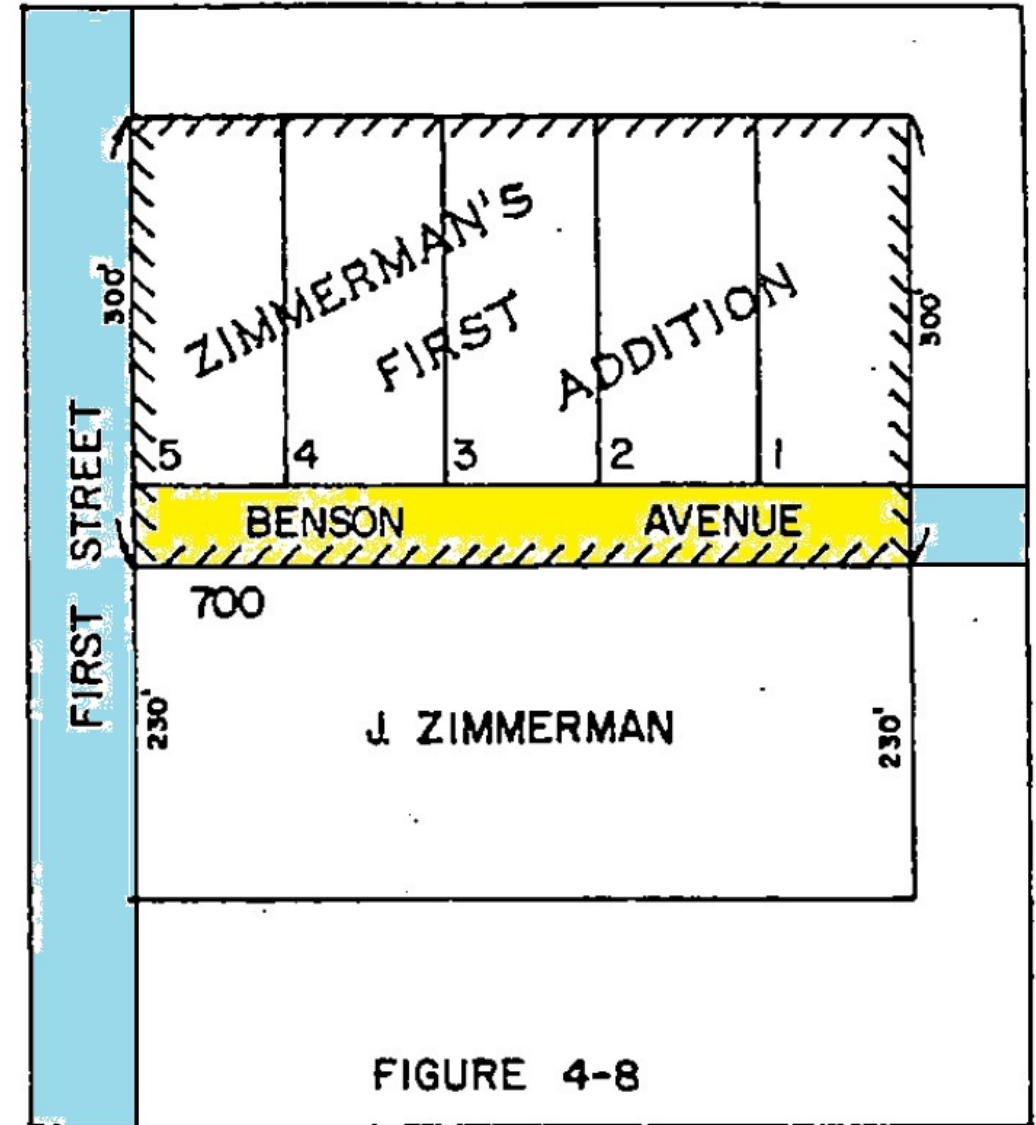 ZIMMERMAN'S
FIRST
ADDITION
300'
300'
5 4 3 2 1
BENSON AVENUE
FIRST STREET
700
230'
J. ZIMMERMAN
230'
FIGURE 4-8